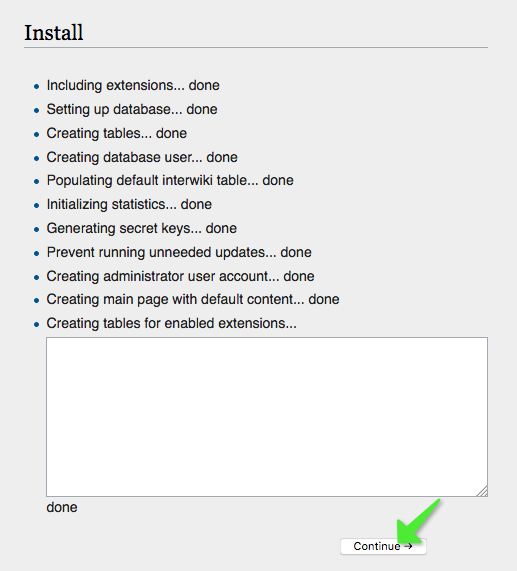 Install
Including extensions... done
Setting up database... done
Creating tables... done
Creating database user... done
Populating default interwiki table... done
Initializing statistics... done
Generating secret keys... done
Prevent running unneeded updates... done
Creating administrator user account... done
Creating main page with default content... done
Creating tables for enabled extensions...
done
Continue →